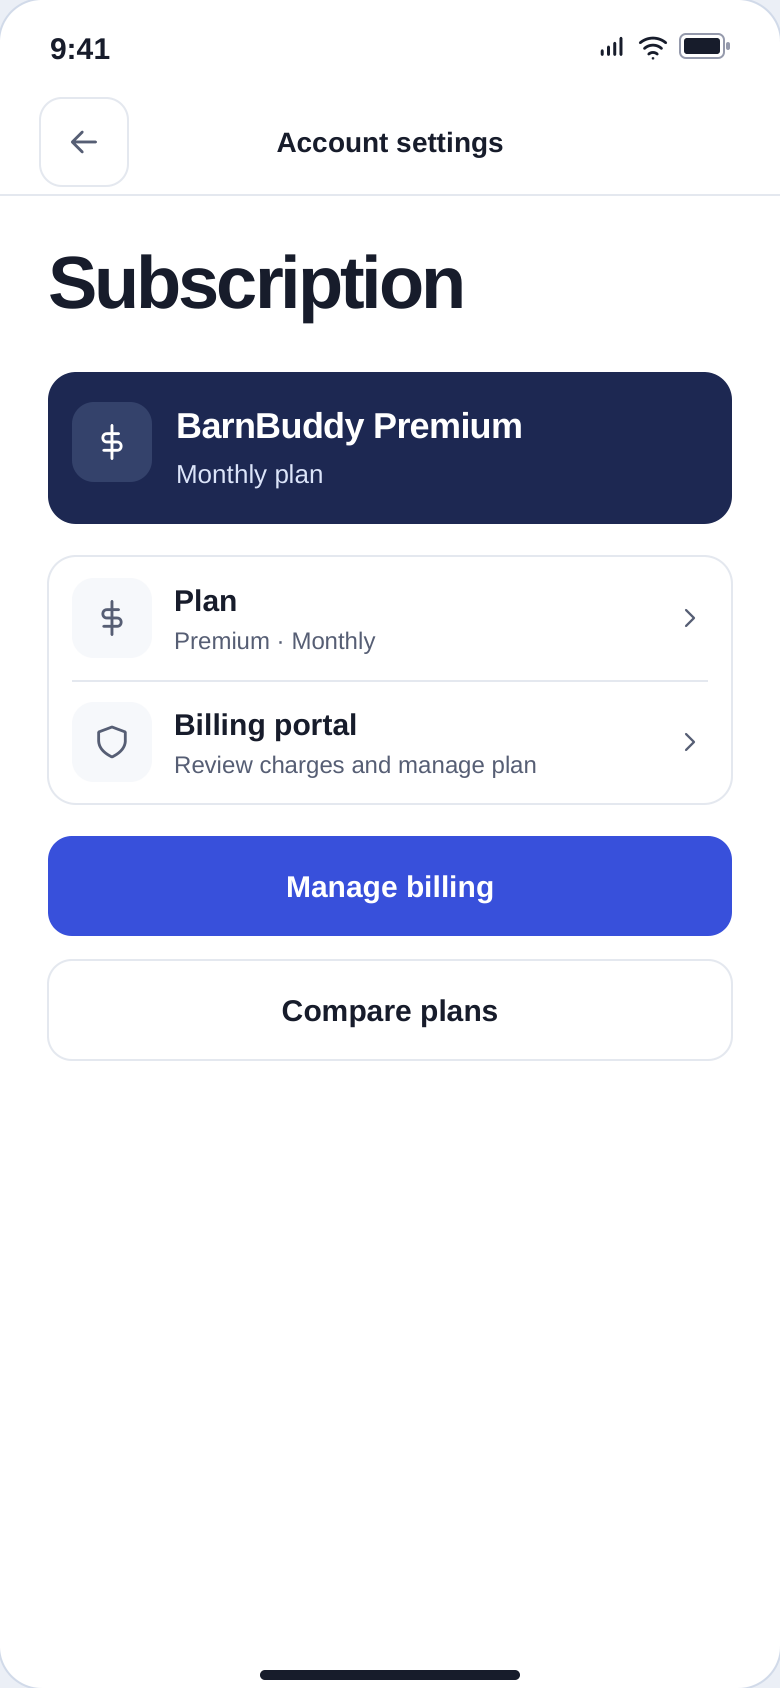 9:41
Account settings
Subscription
BarnBuddy Premium
Monthly plan
Plan
Premium · Monthly
Billing portal
Review charges and manage plan
Manage billing
Compare plans